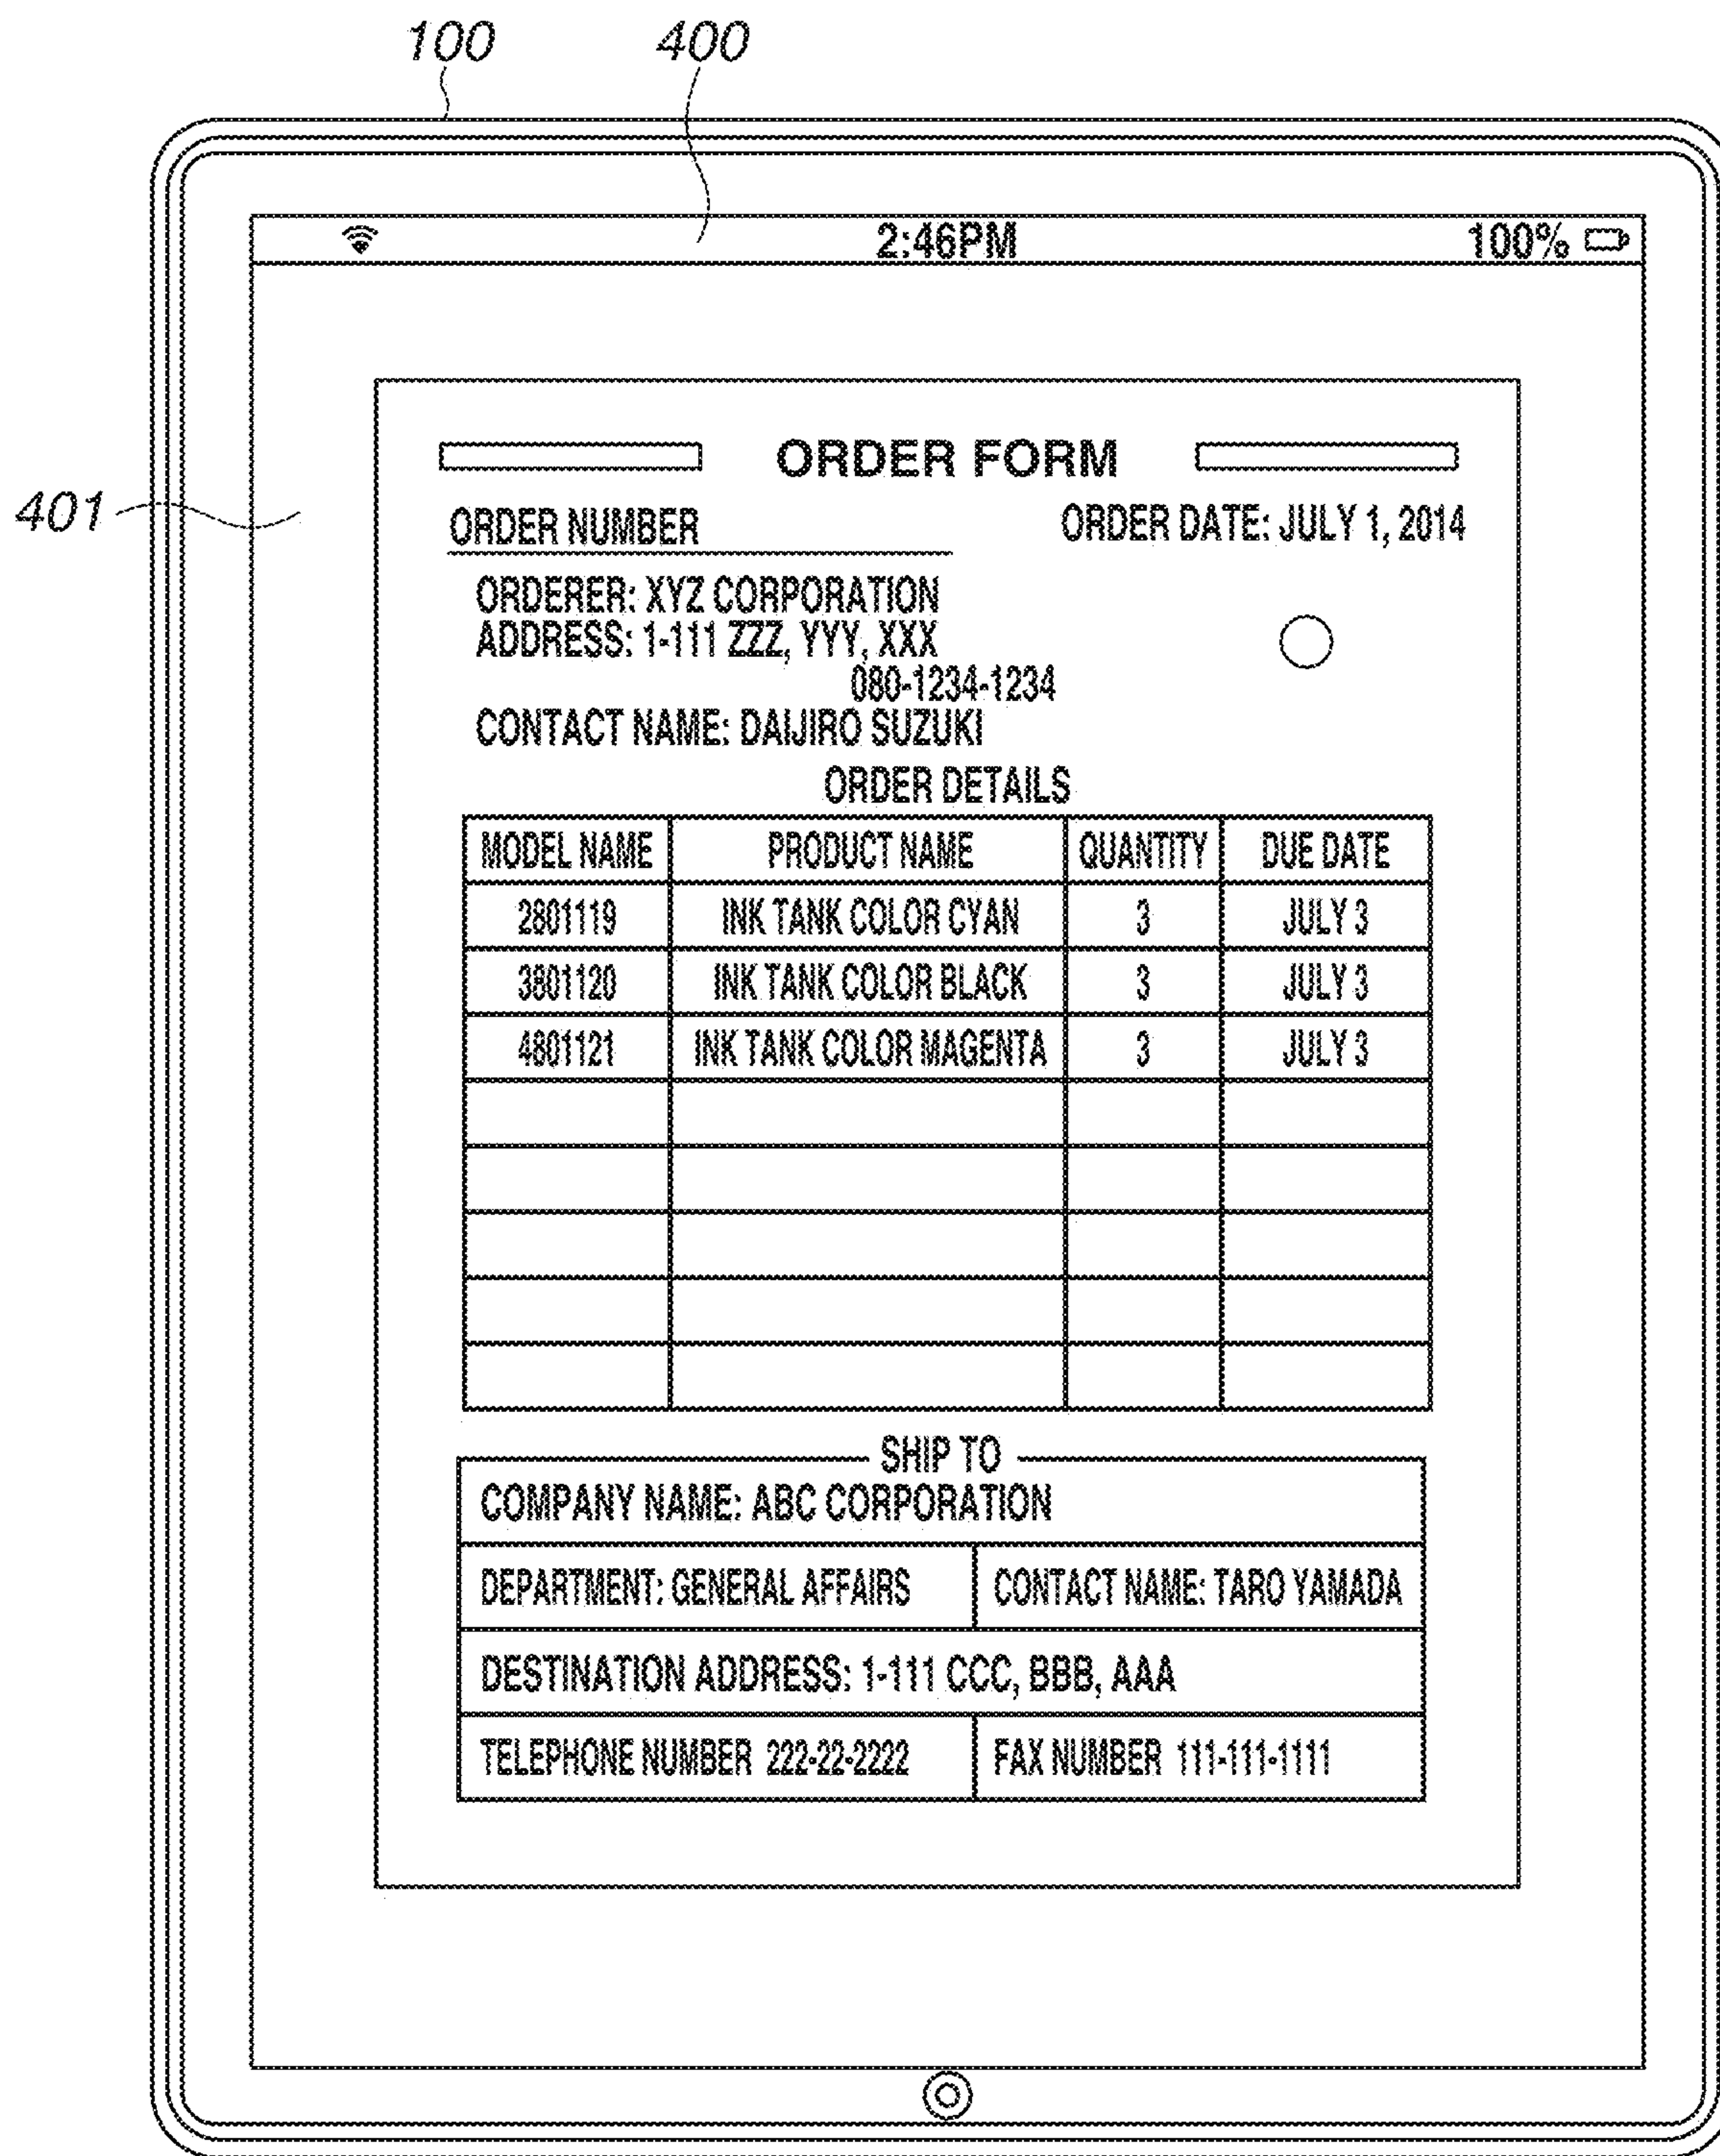 100 400
2:46PM 100%
ORDER FORM
401
ORDER NUMBER ORDER DATE: JULY 1, 2014
ORDERER: XYZ CORPORATION
ADDRESS: 1-111 ZZZ, YYY, XXX
080-1234-1234
CONTACT NAME: DAIJIRO SUZUKI
ORDER DETAILS
MODEL NAME PRODUCT NAME QUANTITY DUE DATE
2801119 INK TANK COLOR CYAN 3 JULY 3
3801120 INK TANK COLOR BLACK 3 JULY 3
4801121 INK TANK COLOR MAGENTA 3 JULY 3
SHIP TO
COMPANY NAME: ABC CORPORATION
DEPARTMENT: GENERAL AFFAIRS CONTACT NAME: TARO YAMADA
DESTINATION ADDRESS: 1-111 CCC, BBB, AAA
TELEPHONE NUMBER 222-22-2222 FAX NUMBER 111-111-1111